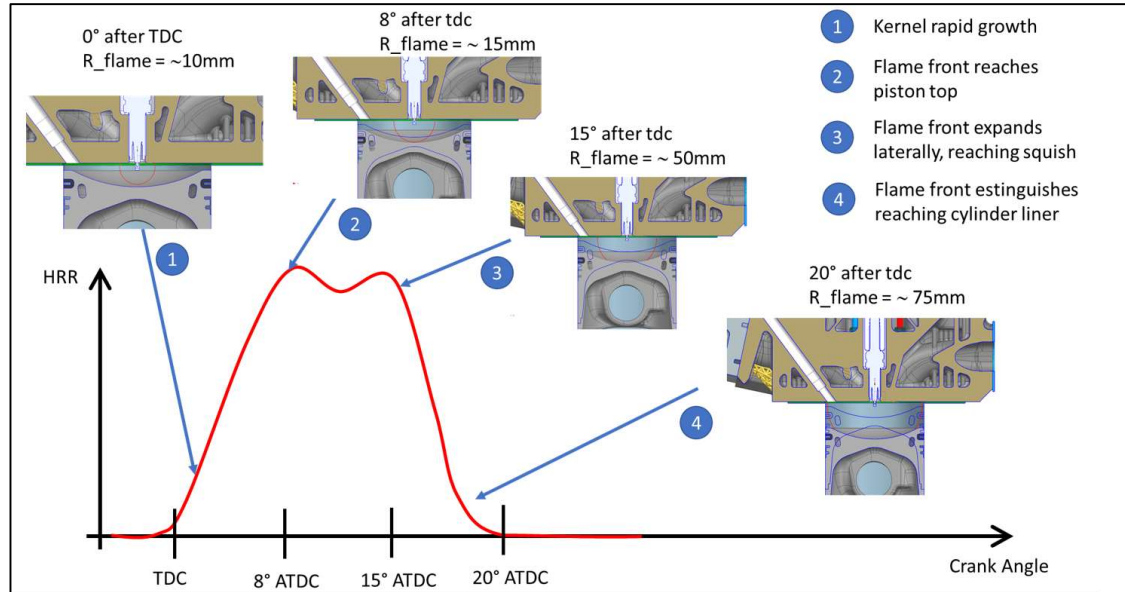 0° after TDC
R_flame = ~10mm
8° after tdc
R_flame = ~ 15mm
15° after tdc
R_flame = ~ 50mm
20° after tdc
R_flame = ~ 75mm
1 Kernel rapid growth
2 Flame front reaches
piston top
3 Flame front expands
laterally, reaching squish
4 Flame front estinguishes
reaching cylinder liner
1
2
3
4
HRR
TDC
8° ATDC
15° ATDC
20° ATDC
Crank Angle